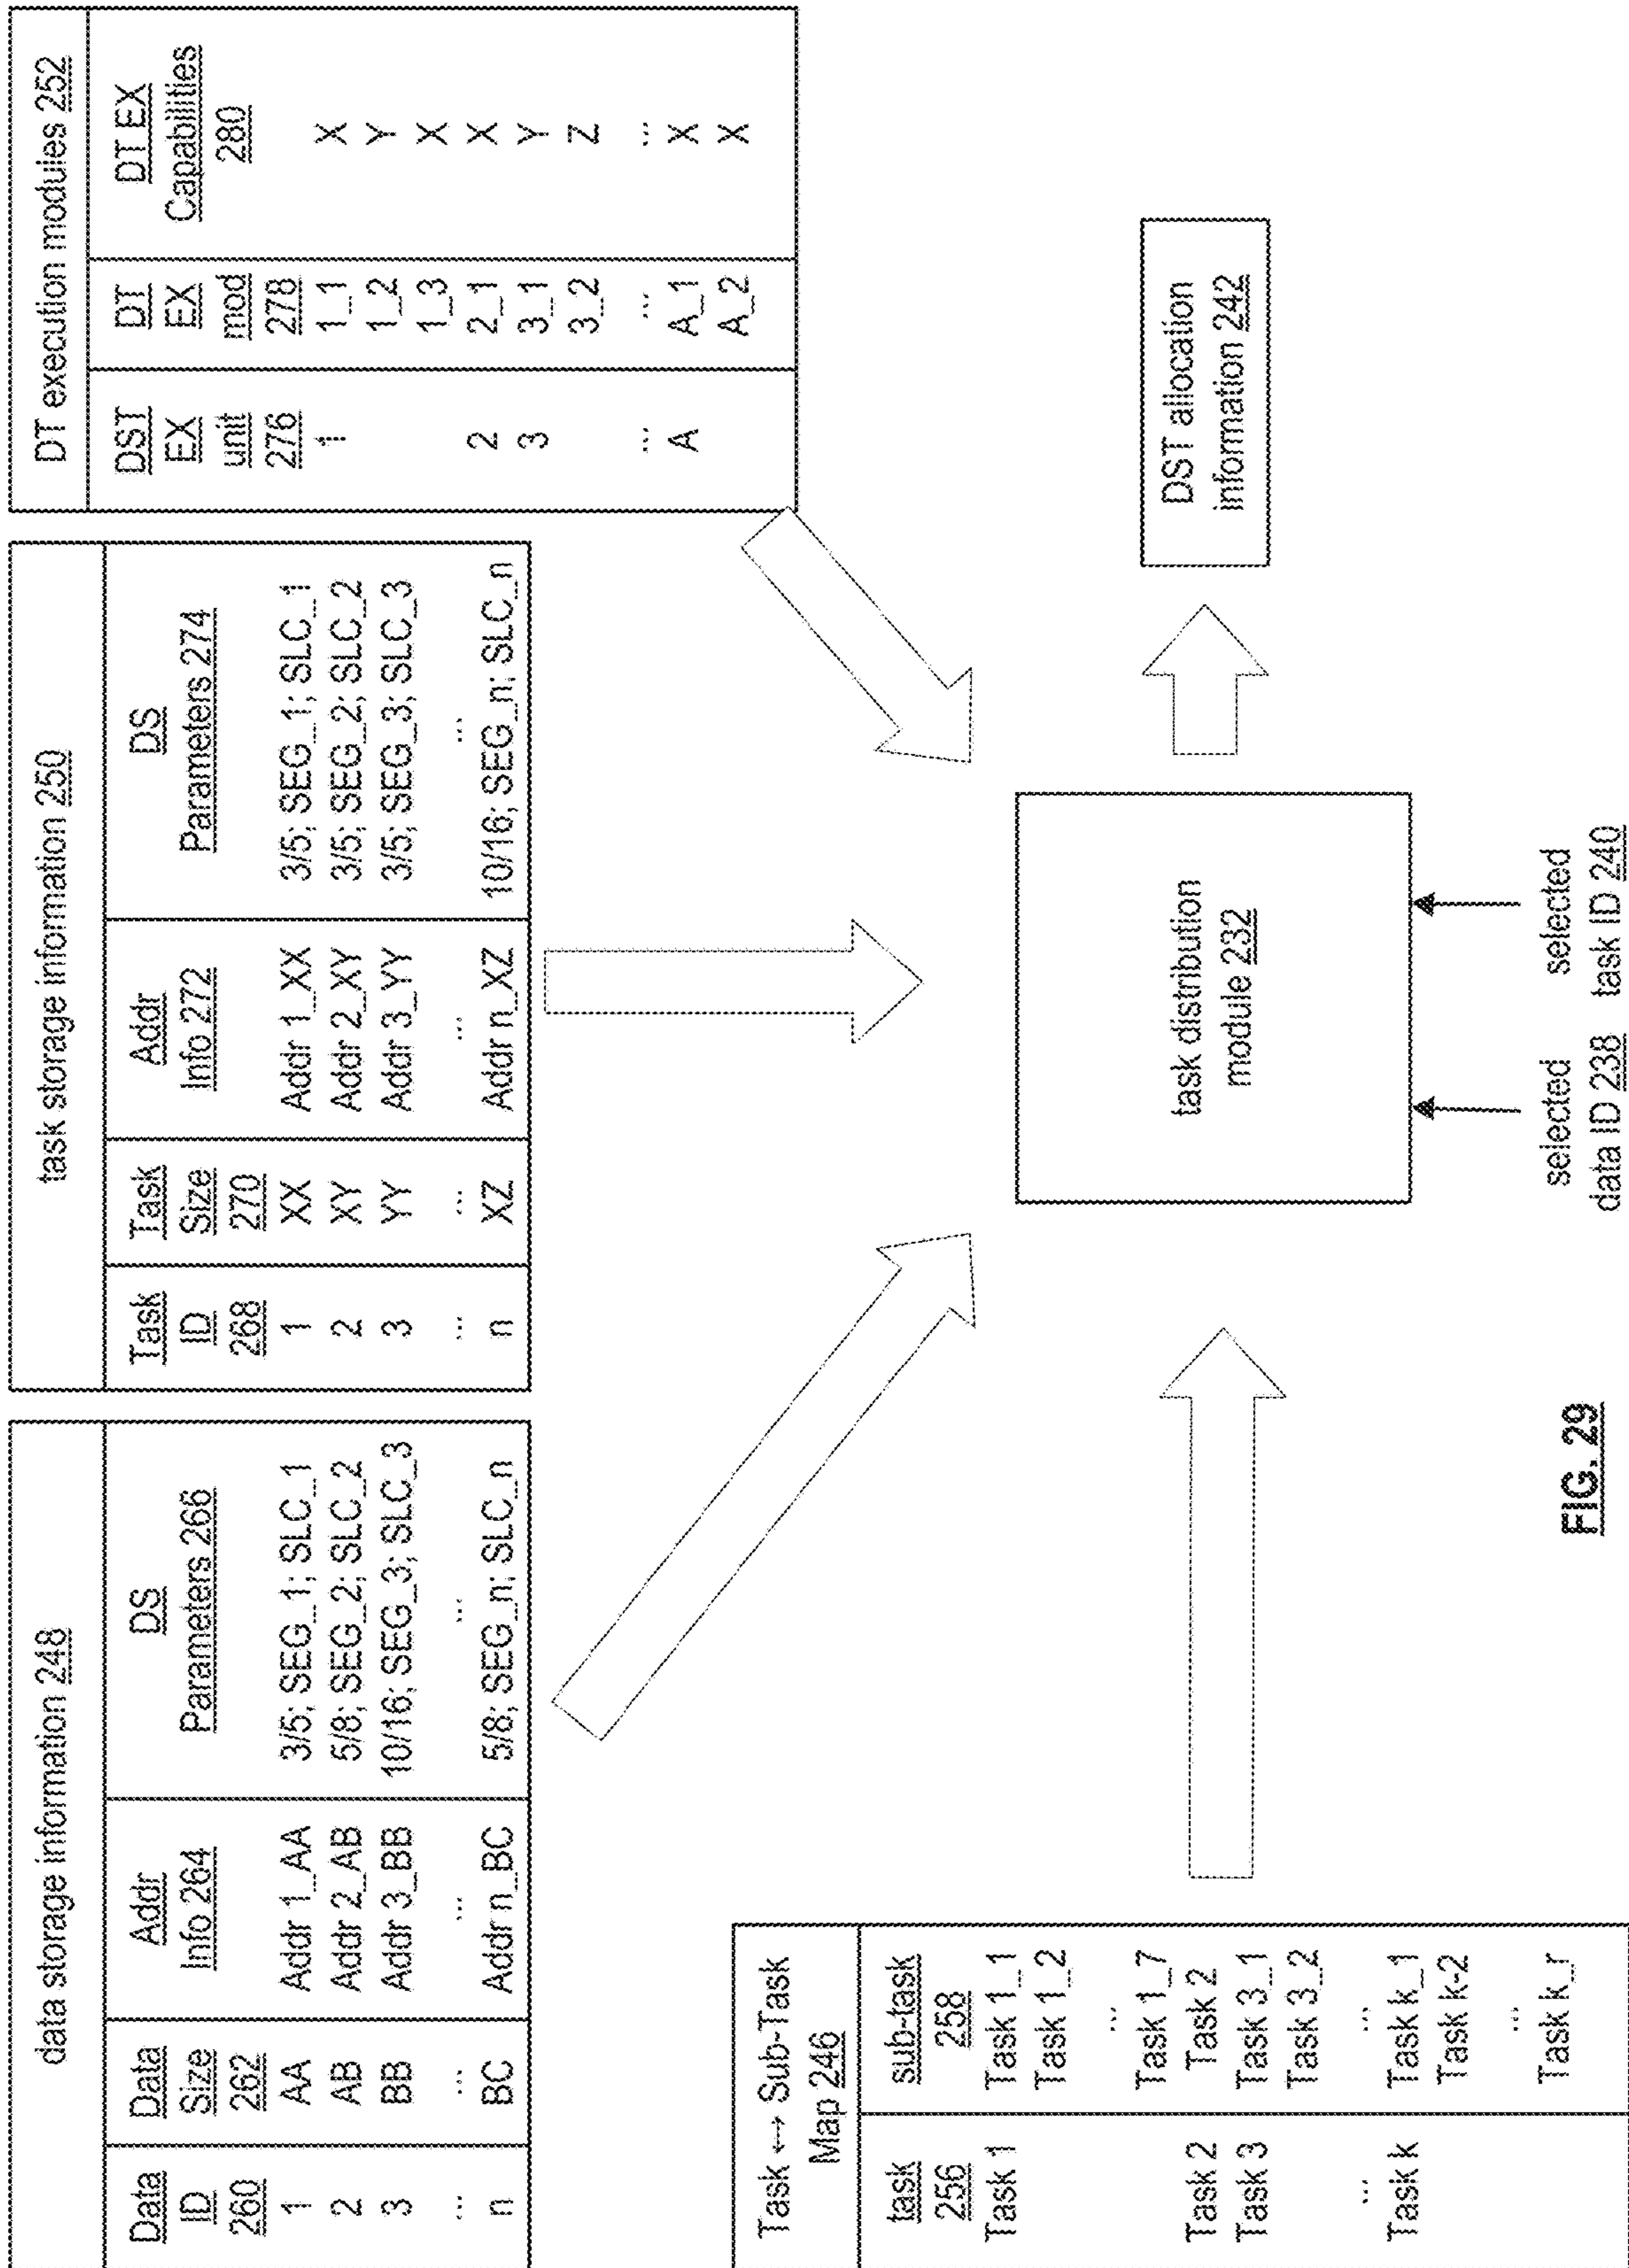 data storage information 248
Data ID 260 Data Size 262 Addr Info 264 DS Parameters 266
1 AA Addr 1_AA 3/5; SEG_1; SLC_1
2 AB Addr 2_AB 5/8; SEG_2; SLC_2
3 BB Addr 3_BB 10/16; SEG_3; SLC_3
... ... ... ...
n BC Addr n_BC 5/8; SEG_n; SLC_n
task storage information 250
Task ID 268 Task Size 270 Addr Info 272 DS Parameters 274
1 XX Addr 1_XX 3/5; SEG_1; SLC_1
2 XY Addr 2_XY 3/5; SEG_2; SLC_2
3 YY Addr 3_YY 3/5; SEG_3; SLC_3
... ... ... ...
n XZ Addr n_XZ 10/16; SEG_n; SLC_n
DT execution modules 252
DST EX unit 276 DT EX mod 278 DT EX Capabilities 280
1 1_1 X
1_2 Y
1_3 X
2 2_1 X
3 3_1 Y
3_2 Z
... ... ...
A A_1 X
A_2 X
Task ↔ Sub-Task
Map 246
task 256 sub-task 258
Task 1 Task 1_1
Task 1_2
...
Task 1_7
Task 2 Task 2
Task 3 Task 3_1
Task 3_2
... ...
Task k Task k_1
Task k-2
...
Task k_r
task distribution
module 232
DST allocation
information 242
selected
data ID 238
selected
task ID 240
FIG. 29